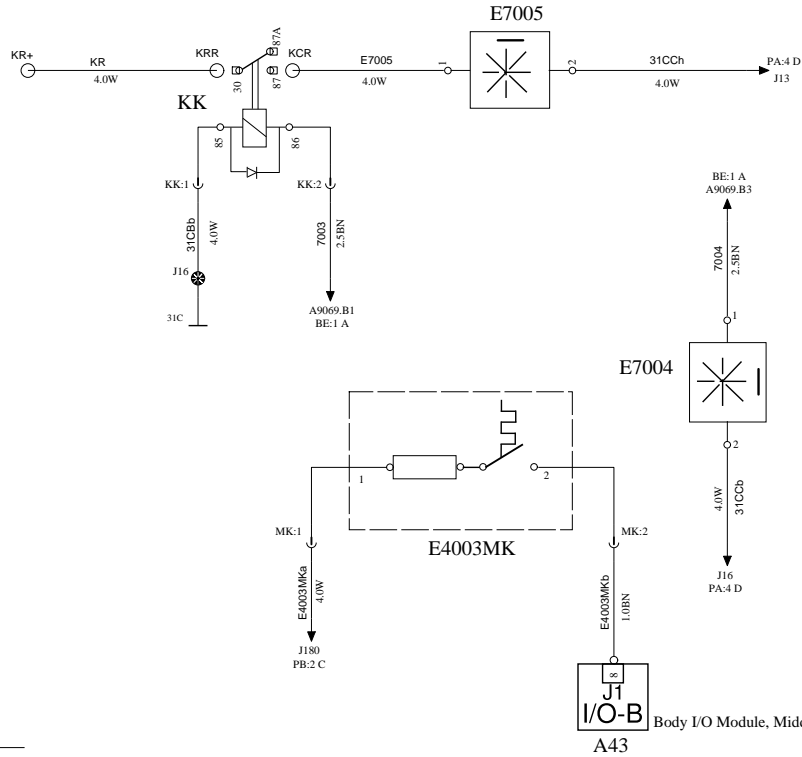 E7005
KR+
KR
4.0W
KRR
30
87A
87
KCR
E7005
4.0W
1
2
31CCh
4.0W
PA:4 D
J13
KK
85
86
KK:1
KK:2
31CBb
4.0W
7003
2.5BN
J16
31C
A9069.B1
BE:1 A
BE:1 A
A9069.B3
7004
2.5BN
1
E7004
2
4.0W
31CCb
J16
PA:4 D
1
2
MK:1
MK:2
E4003MK
E4003MKa
4.0W
E4003MKb
1.0BN
J180
PB:2 C
8
J1
I/O-B
Body I/O Module, Midd
A43